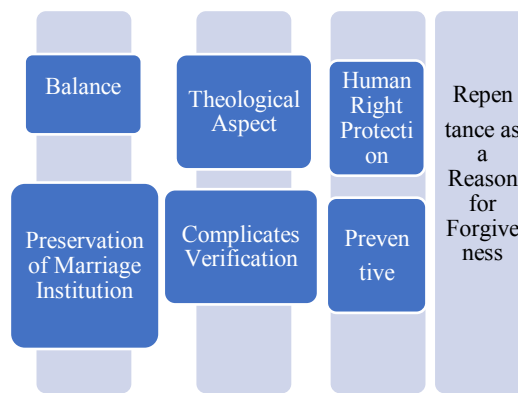 Balance
Preservation
of Marriage
Institution
Theological
Aspect
Complicates
Verification
Human
Right
Protecti
on
Preven
tive
Repen
tance as
a
Reason
for
Forgive
ness